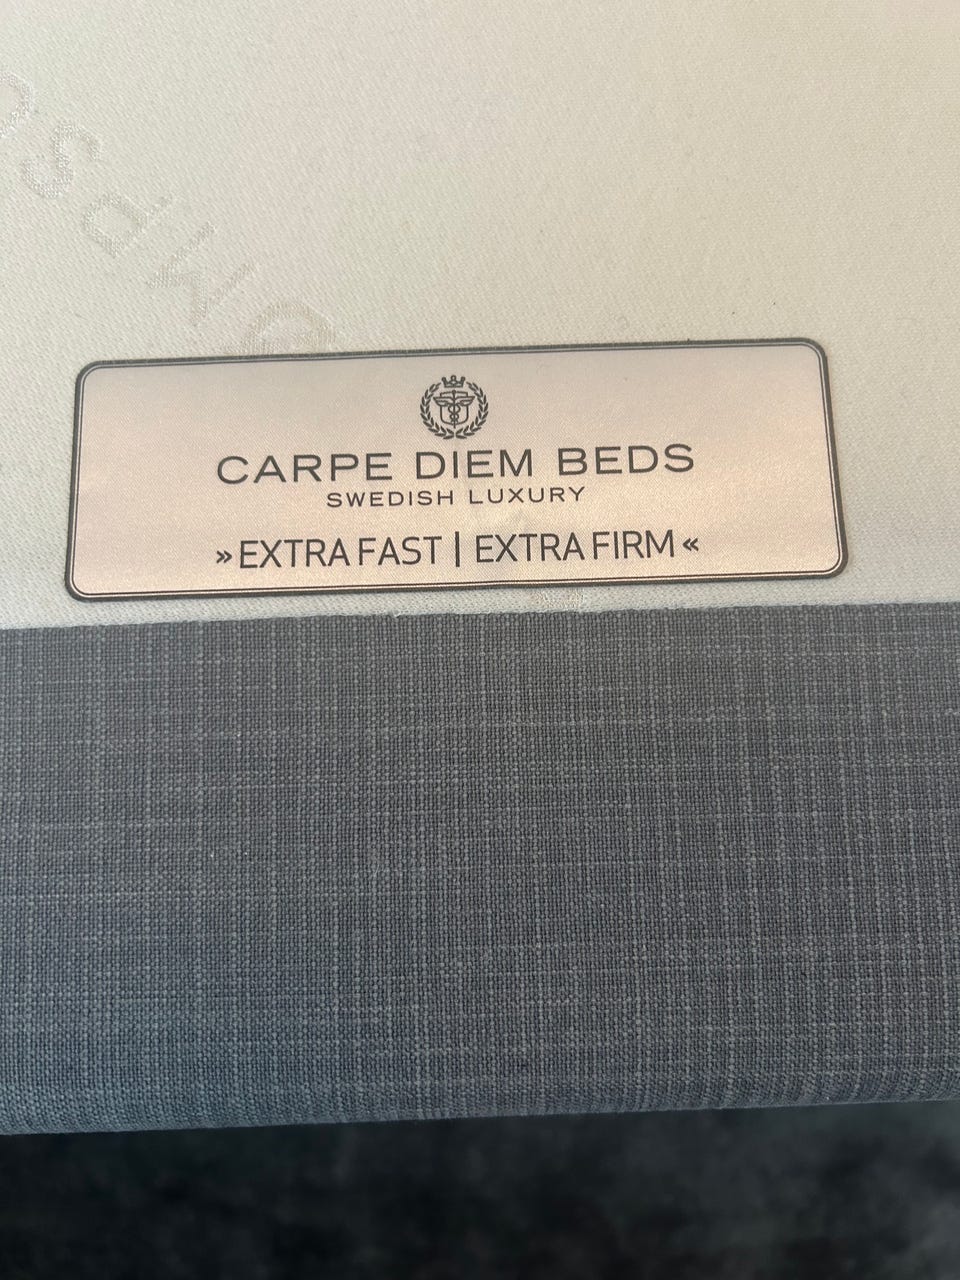 CARPE DIEM BEDS
SWEDISH LUXURY
»EXTRA FAST | EXTRA FIRM«